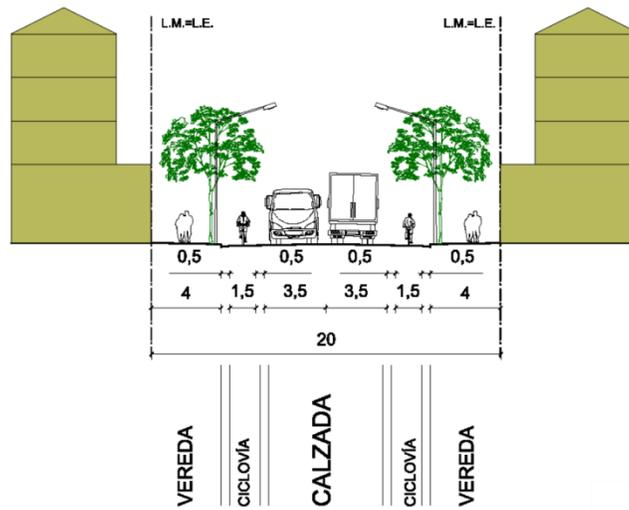 L.M.=L.E. L.M.=L.E.
0,5 0,5 0,5 0,5
4 1,5 3,5 3,5 1,5 4
20
VEREDA CICLOVÍA CALZADA CICLOVÍA VEREDA